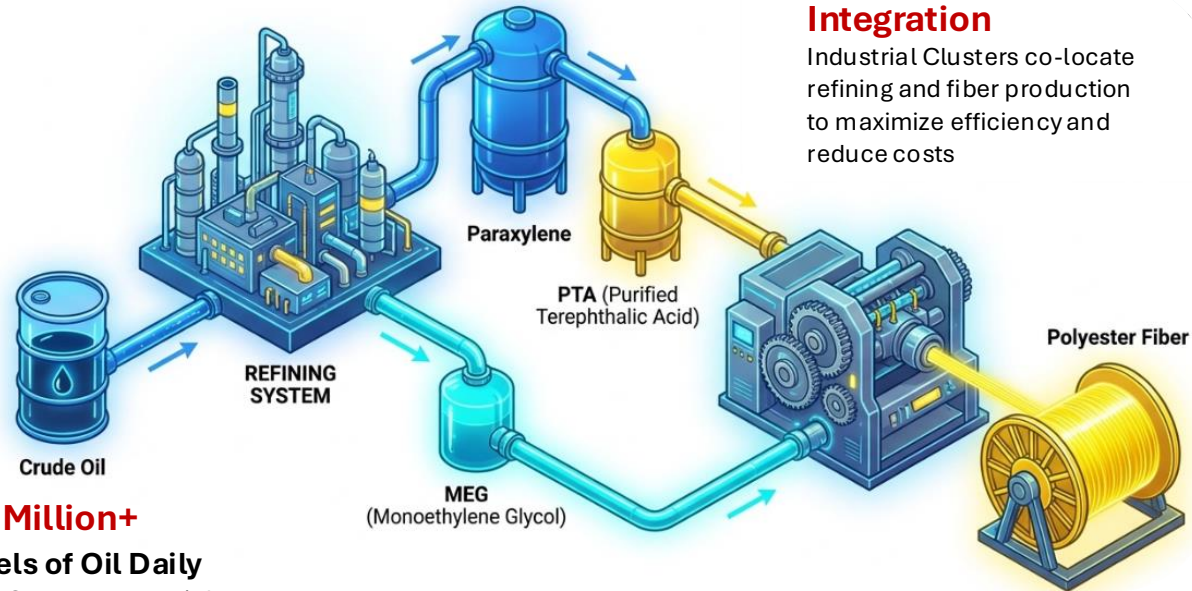 Integration
Industrial Clusters co-locate
refining and fiber production
to maximize efficiency and
reduce costs
Paraxylene
PTA (Purified
Terephthalic Acid)
Polyester Fiber
REFINING
SYSTEM
Crude Oil
MEG
(Monoethylene Glycol)
Million+
els of Oil Daily